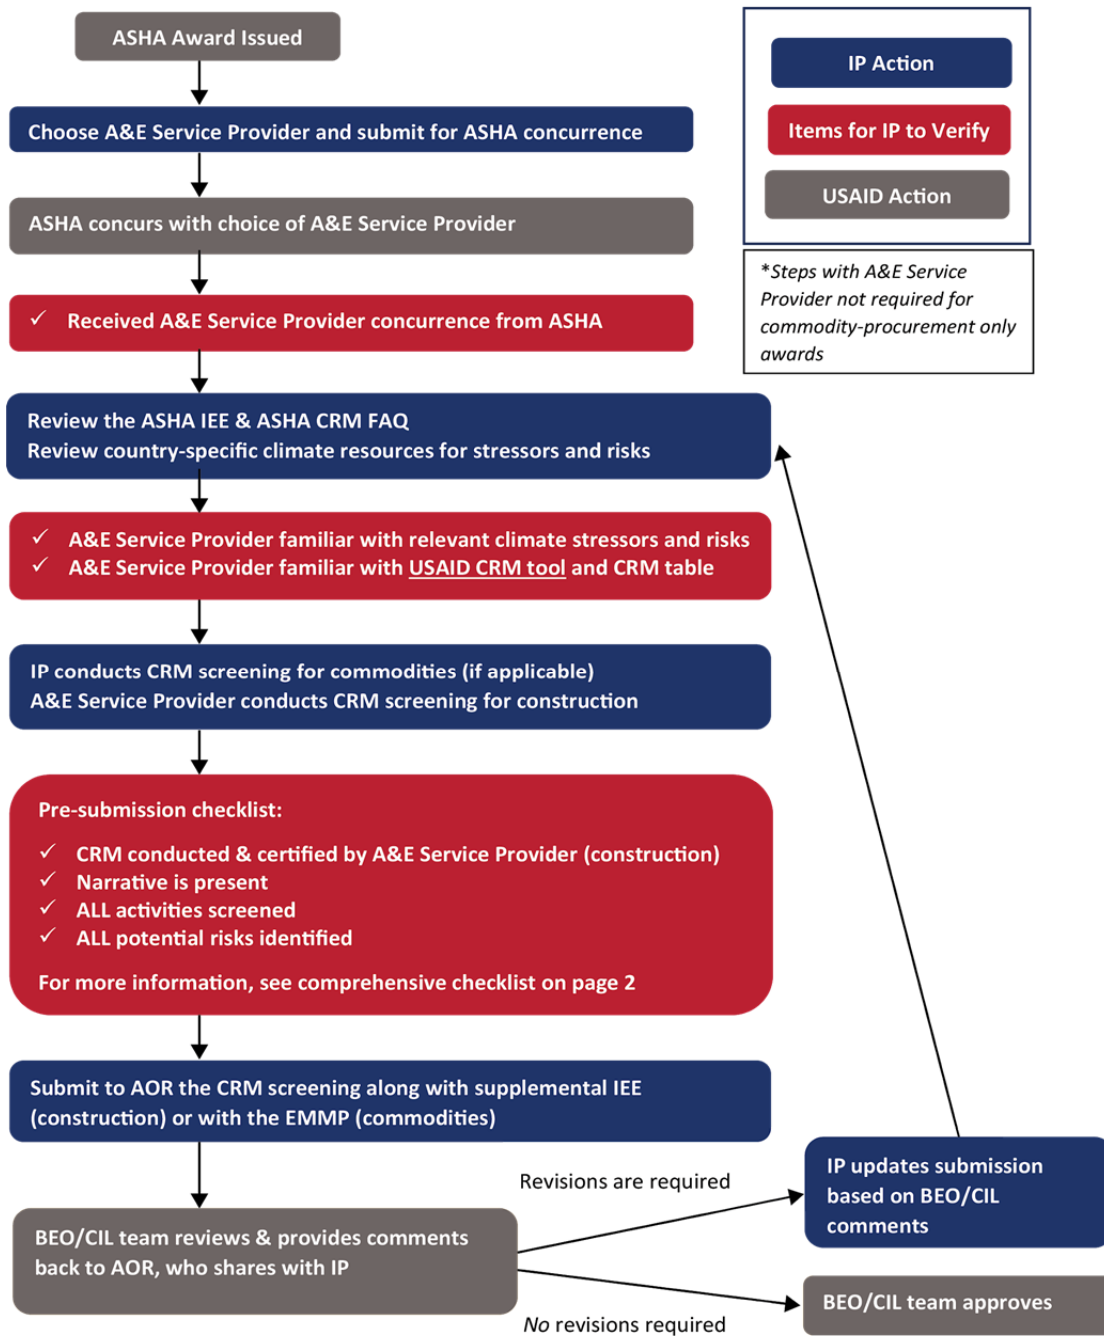 ASHA Award Issued
Choose A&E Service Provider and submit for ASHA concurrence
ASHA concurs with choice of A&E Service Provider
✓ Received A&E Service Provider concurrence from ASHA
Review the ASHA IEE & ASHA CRM FAQ
Review country-specific climate resources for stressors and risks
✓ A&E Service Provider familiar with relevant climate stressors and risks
✓ A&E Service Provider familiar with USAID CRM tool and CRM table
IP conducts CRM screening for commodities (if applicable)
A&E Service Provider conducts CRM screening for construction
Pre-submission checklist:
✓ CRM conducted & certified by A&E Service Provider (construction)
✓ Narrative is present
✓ ALL activities screened
✓ ALL potential risks identified
For more information, see comprehensive checklist on page 2
Submit to AOR the CRM screening along with supplemental IEE
(construction) or with the EMMP (commodities)
BEO/CIL team reviews & provides comments
back to AOR, who shares with IP
Revisions are required
No revisions required
IP updates submission
based on BEO/CIL
comments
BEO/CIL team approves
IP Action
Items for IP to Verify
USAID Action
*Steps with A&E Service
Provider not required for
commodity-procurement only
awards